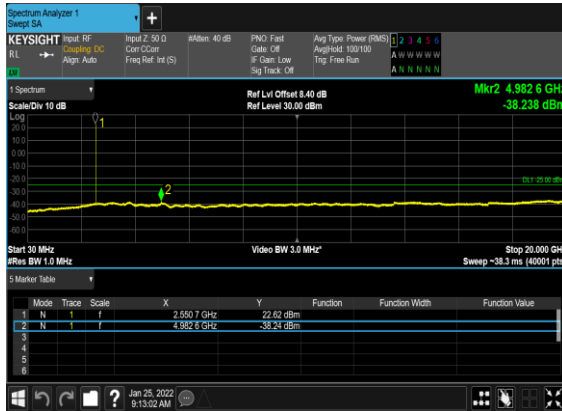 Spectrum Analyzer 1
Swept SA
+
KEYSIGHT Input: RF Input Z: 50 Ω #Atten: 40 dB PNO: Fast Avg Type: Power (RMS) 1 2 3 4 5 6
RL Coupling: DC Corr CCorr Gate: Off Avg|Hold: 100/100 A W W W W W
Align: Auto Freq Ref: Int (S) IF Gain: Low Trig: Free Run
Sig Track: Off A N N N N N
1 Spectrum Ref Lvl Offset 8.40 dB Mkr2 4.982 6 GHz
Scale/Div 10 dB Ref Level 30.00 dBm -38.238 dBm
Log
1
20.0
10.0
0.00
-10.0
-20.0
DL1 -25.00 dB
2
-30.0
-40.0
-50.0
-60.0
Start 30 MHz Video BW 3.0 MHz* Stop 20.000 GH
#Res BW 1.0 MHz Sweep ~38.3 ms (40001 pts
5 Marker Table
Mode Trace Scale X Y Function Function Width Function Value
1 N 1 f 2.550 7 GHz 22.62 dBm
2 N 1 f 4.982 6 GHz -38.24 dBm
3
4
5
6
? Jan 25, 2022
9:13:02 AM